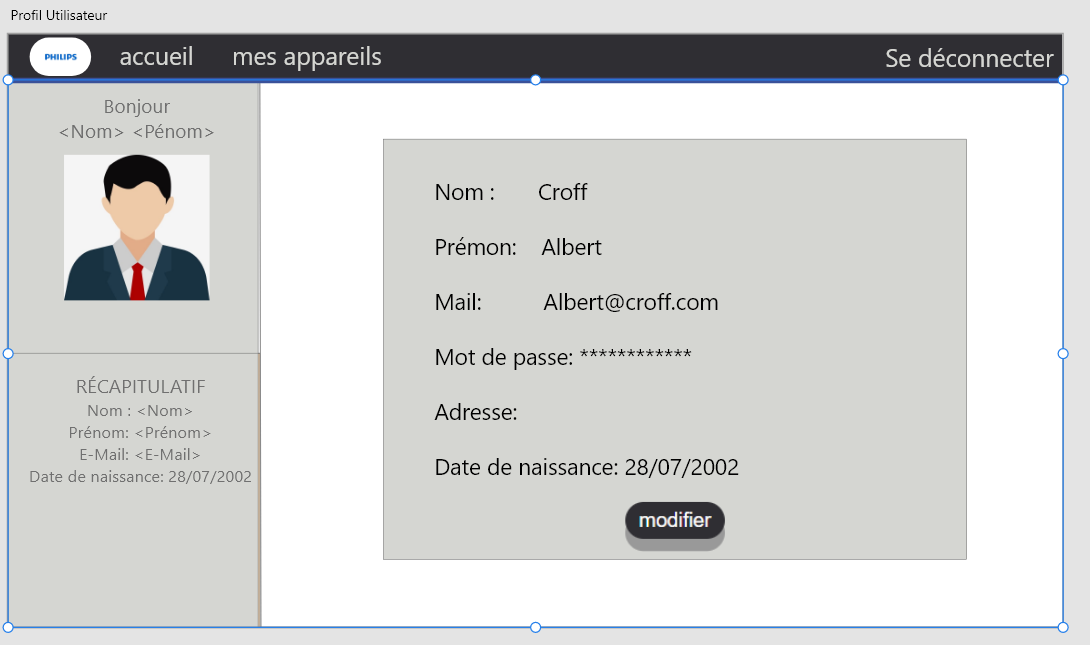 Profil Utilisateur
PHILIPS accueil mes appareils Se déconnecter
Bonjour
<Nom> <Pénom>
RÉCAPITULATIF
Nom : <Nom>
Prénom: <Prénom>
E-Mail: <E-Mail>
Date de naissance: 28/07/2002
Nom : Croff
Prémon: Albert
Mail: Albert@croff.com
Mot de passe: ************
Adresse:
Date de naissance: 28/07/2002
modifier